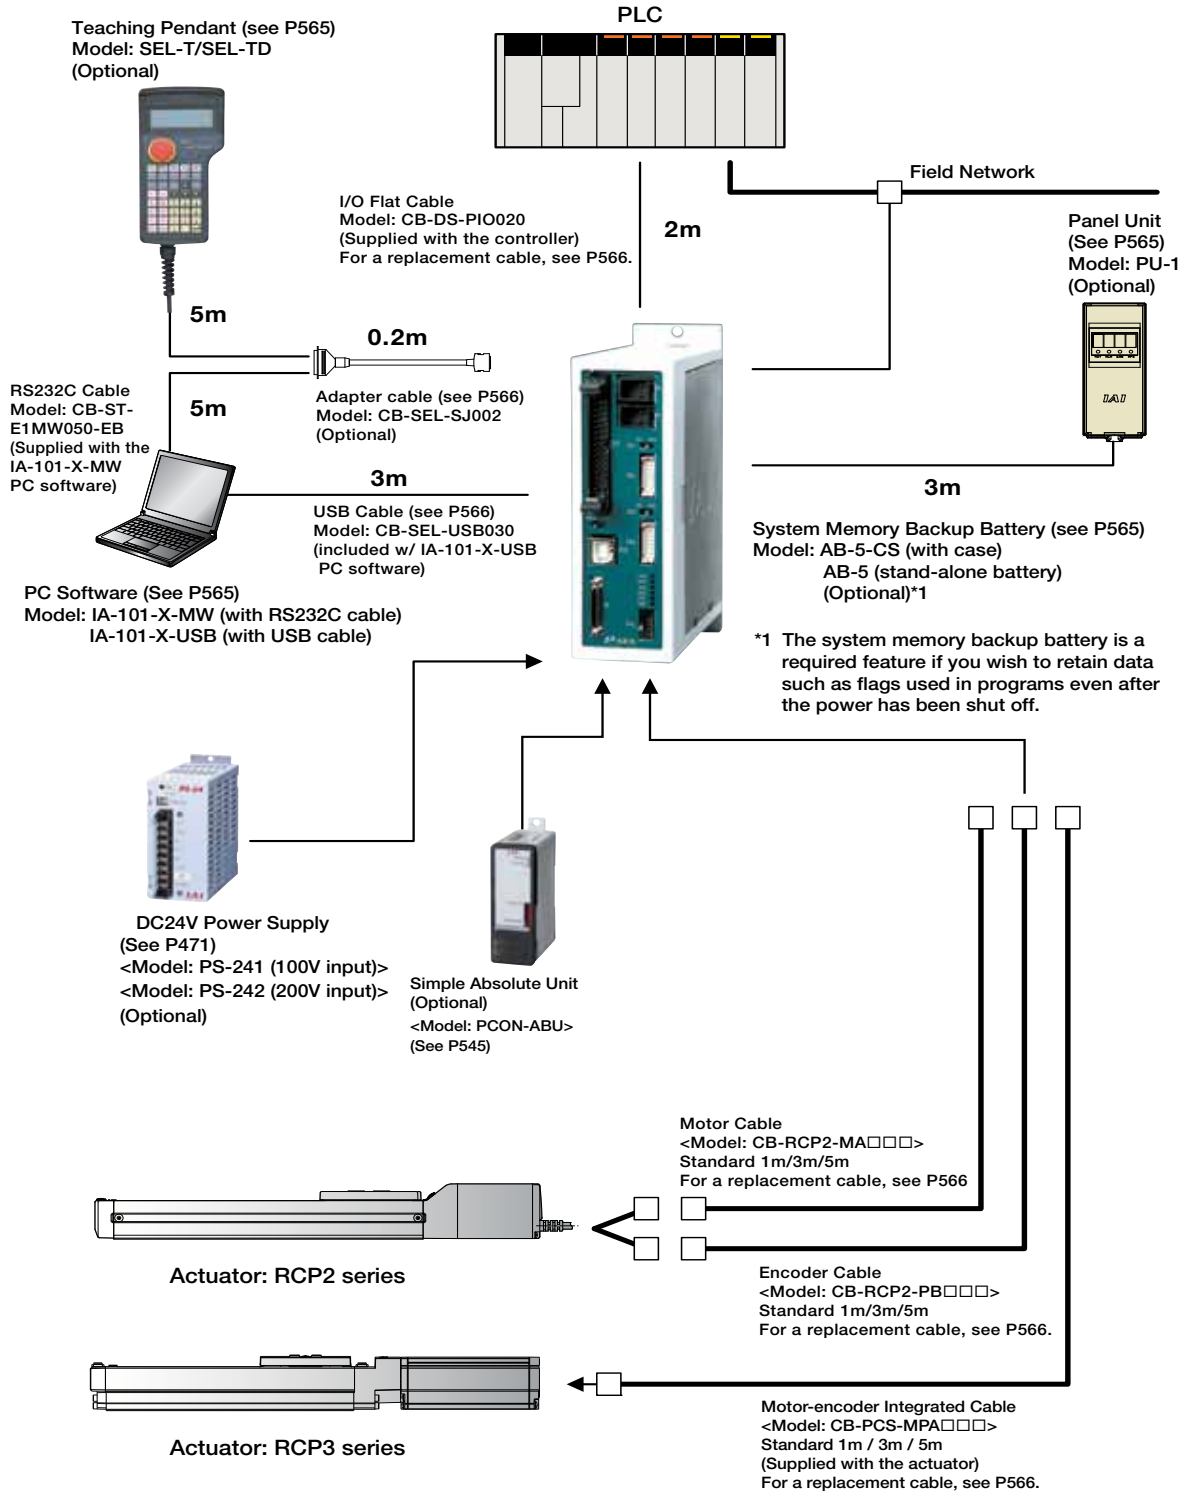 PLC
Teaching Pendant (see P565)
Model: SEL-T/SEL-TD
(Optional)
Field Network
I/O Flat Cable
Model: CB-DS-PIO020
(Supplied with the controller)
For a replacement cable, see P566.
2m
Panel Unit
(See P565)
Model: PU-1
(Optional)
IAI
5m
0.2m
RS232C Cable
Model: CB-ST-
E1MW050-EB
(Supplied with the
IA-101-X-MW
PC software)
5m
Adapter cable (see P566)
Model: CB-SEL-SJ002
(Optional)
3m
3m
USB Cable (see P566)
Model: CB-SEL-USB030
(included w/ IA-101-X-USB
PC software)
System Memory Backup Battery (see P565)
Model: AB-5-CS (with case)
AB-5 (stand-alone battery)
(Optional)*1
PC Software (See P565)
Model: IA-101-X-MW (with RS232C cable)
IA-101-X-USB (with USB cable)
*1 The system memory backup battery is a
required feature if you wish to retain data
such as flags used in programs even after
the power has been shut off.
PS-24
IAI
DC24V Power Supply
(See P471)
<Model: PS-241 (100V input)>
<Model: PS-242 (200V input)>
(Optional)
Simple Absolute Unit
(Optional)
<Model: PCON-ABU>
(See P545)
Motor Cable
<Model: CB-RCP2-MA□□□>
Standard 1m/3m/5m
For a replacement cable, see P566
Actuator: RCP2 series
Encoder Cable
<Model: CB-RCP2-PB□□□>
Standard 1m/3m/5m
For a replacement cable, see P566.
Actuator: RCP3 series
Motor-encoder Integrated Cable
<Model: CB-PCS-MPA□□□>
Standard 1m / 3m / 5m
(Supplied with the actuator)
For a replacement cable, see P566.